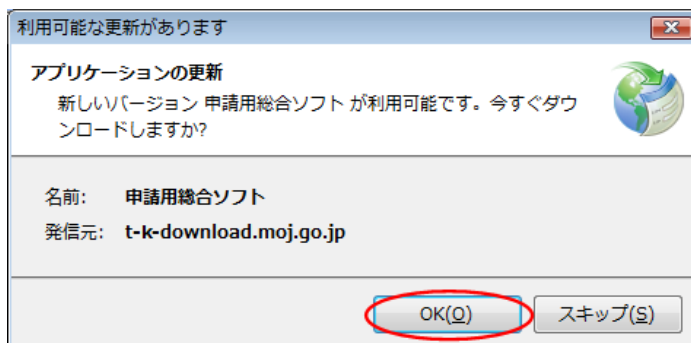 利用可能な更新があります
アプリケーションの更新
新しいバージョン 申請用総合ソフト が利用可能です。今すぐダウ
ンロードしますか?
名前: 申請用総合ソフト
発信元: t-k-download.moj.go.jp
OK(O) スキップ(S)